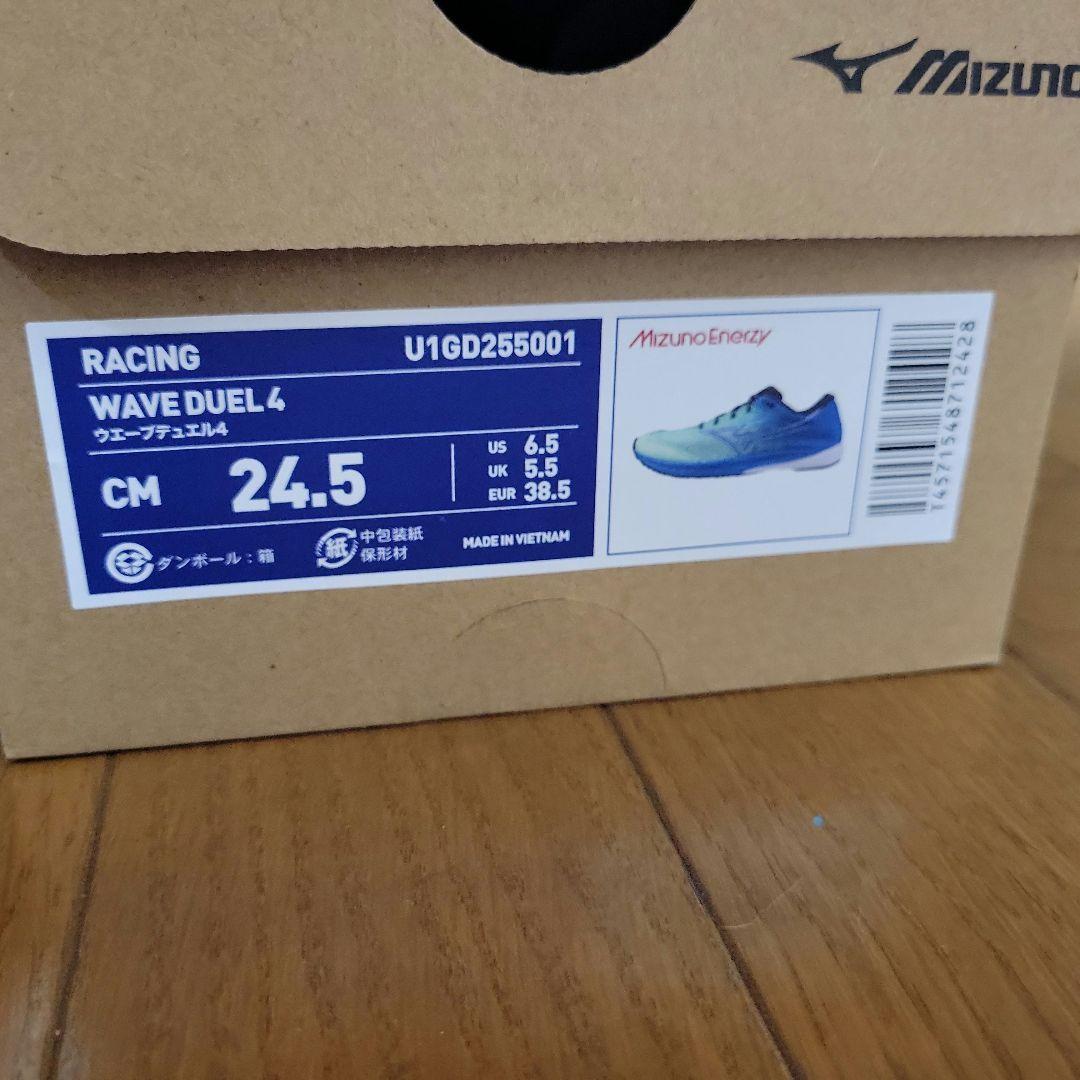 MIZUNO
RACING U1GD255001
WAVE DUEL 4
ウエーブデュエル4
CM 24.5
US 6.5
UK 5.5
EUR 38.5
ダンボール：箱
紙 中包装紙
保形材
MADE IN VIETNAM
MIZUNO ENERZY
T4571548712428